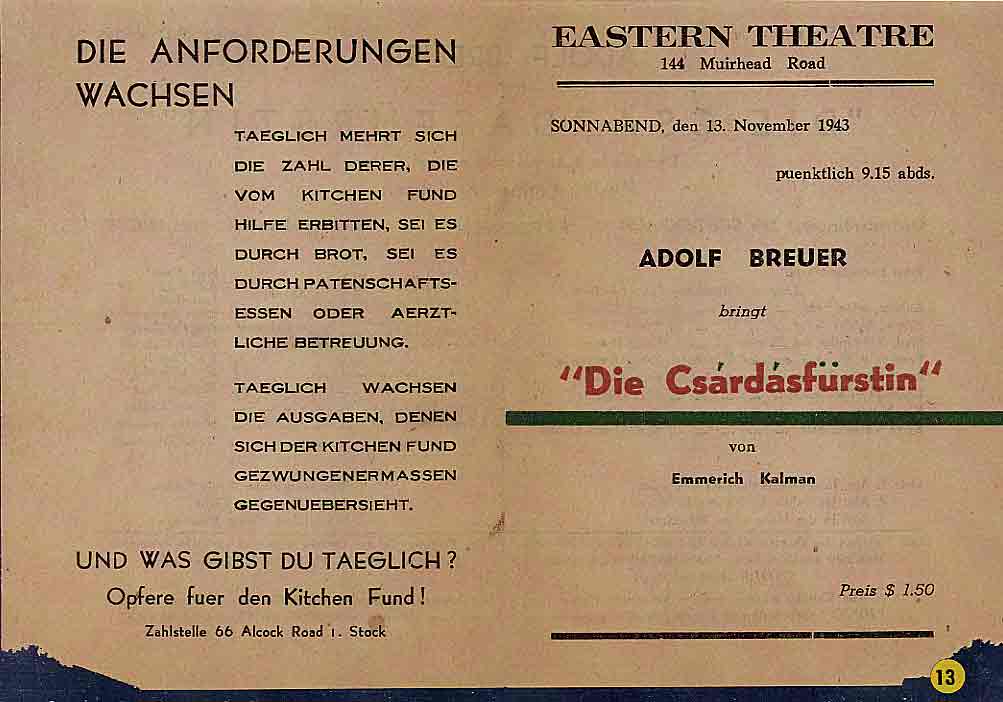 DIE ANFORDERUNGEN
WACHSEN
TAEGLICH MEHRT SICH
DIE ZAHL DERER, DIE
VOM KITCHEN FUND
HILFE ERBITTEN, SEI ES
DURCH BROT, SEI ES
DURCH PATENSCHAFTS-
ESSEN ODER AERZT-
LICHE BETREUUNG.
TAEGLICH WACHSEN
DIE AUSGABEN, DENEN
SICH DER KITCHEN FUND
GEZWUNGENERMASSEN
GEGENUEBERSIEHT.
UND WAS GIBST DU TAEGLICH?
Opfere fuer den Kitchen Fund!
Zahlstelle 66 Alcock Road 1. Stock
EASTERN THEATRE
144 Muirhead Road
SONNABEND, den 13. November 1943
puenktlich 9.15 abds.
ADOLF BREUER
bringt
"Die Csárdásfürstin"
von
Emmerich Kalman
Preis $ 1.50
13